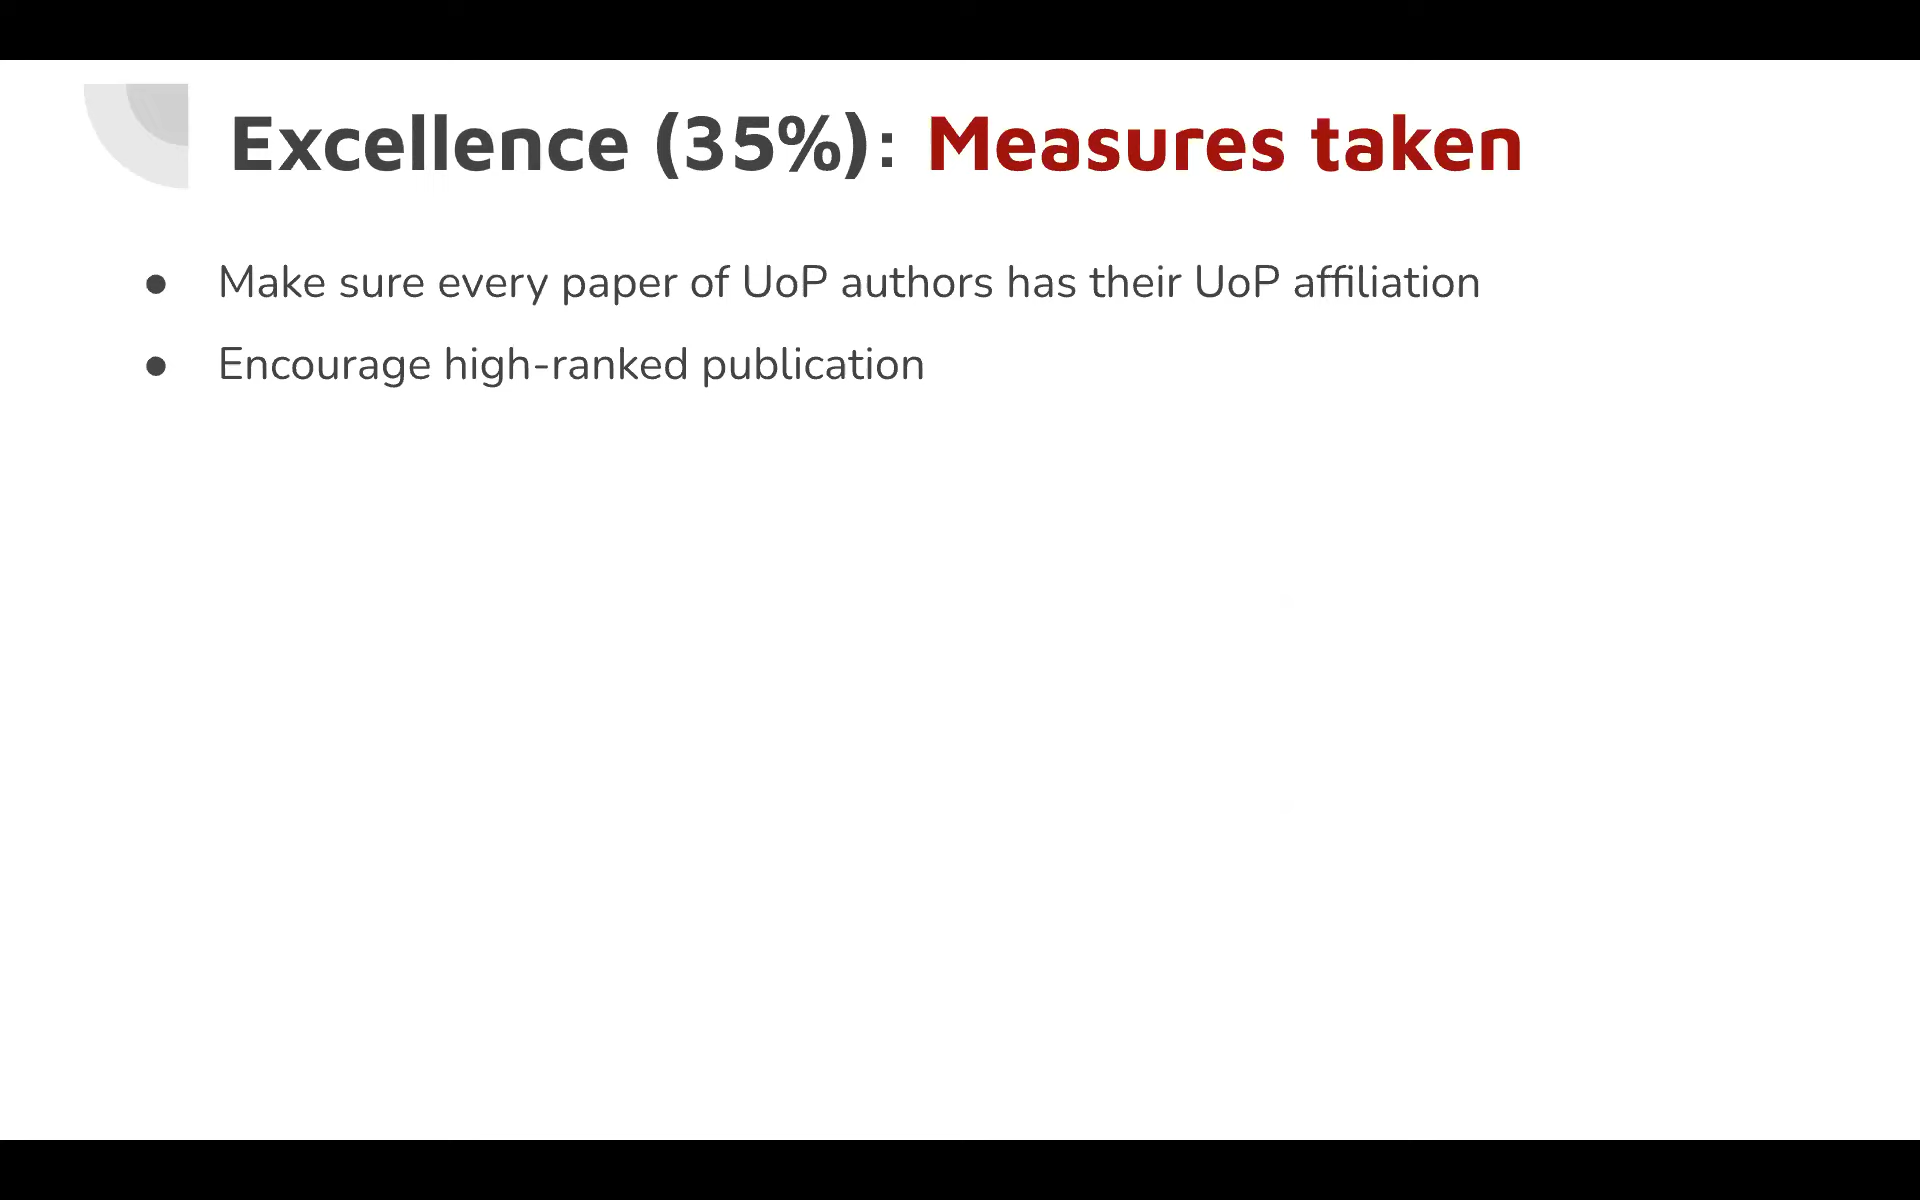 Excellence (35%): Measures taken
● Make sure every paper of UoP authors has their UoP affiliation
● Encourage high-ranked publication